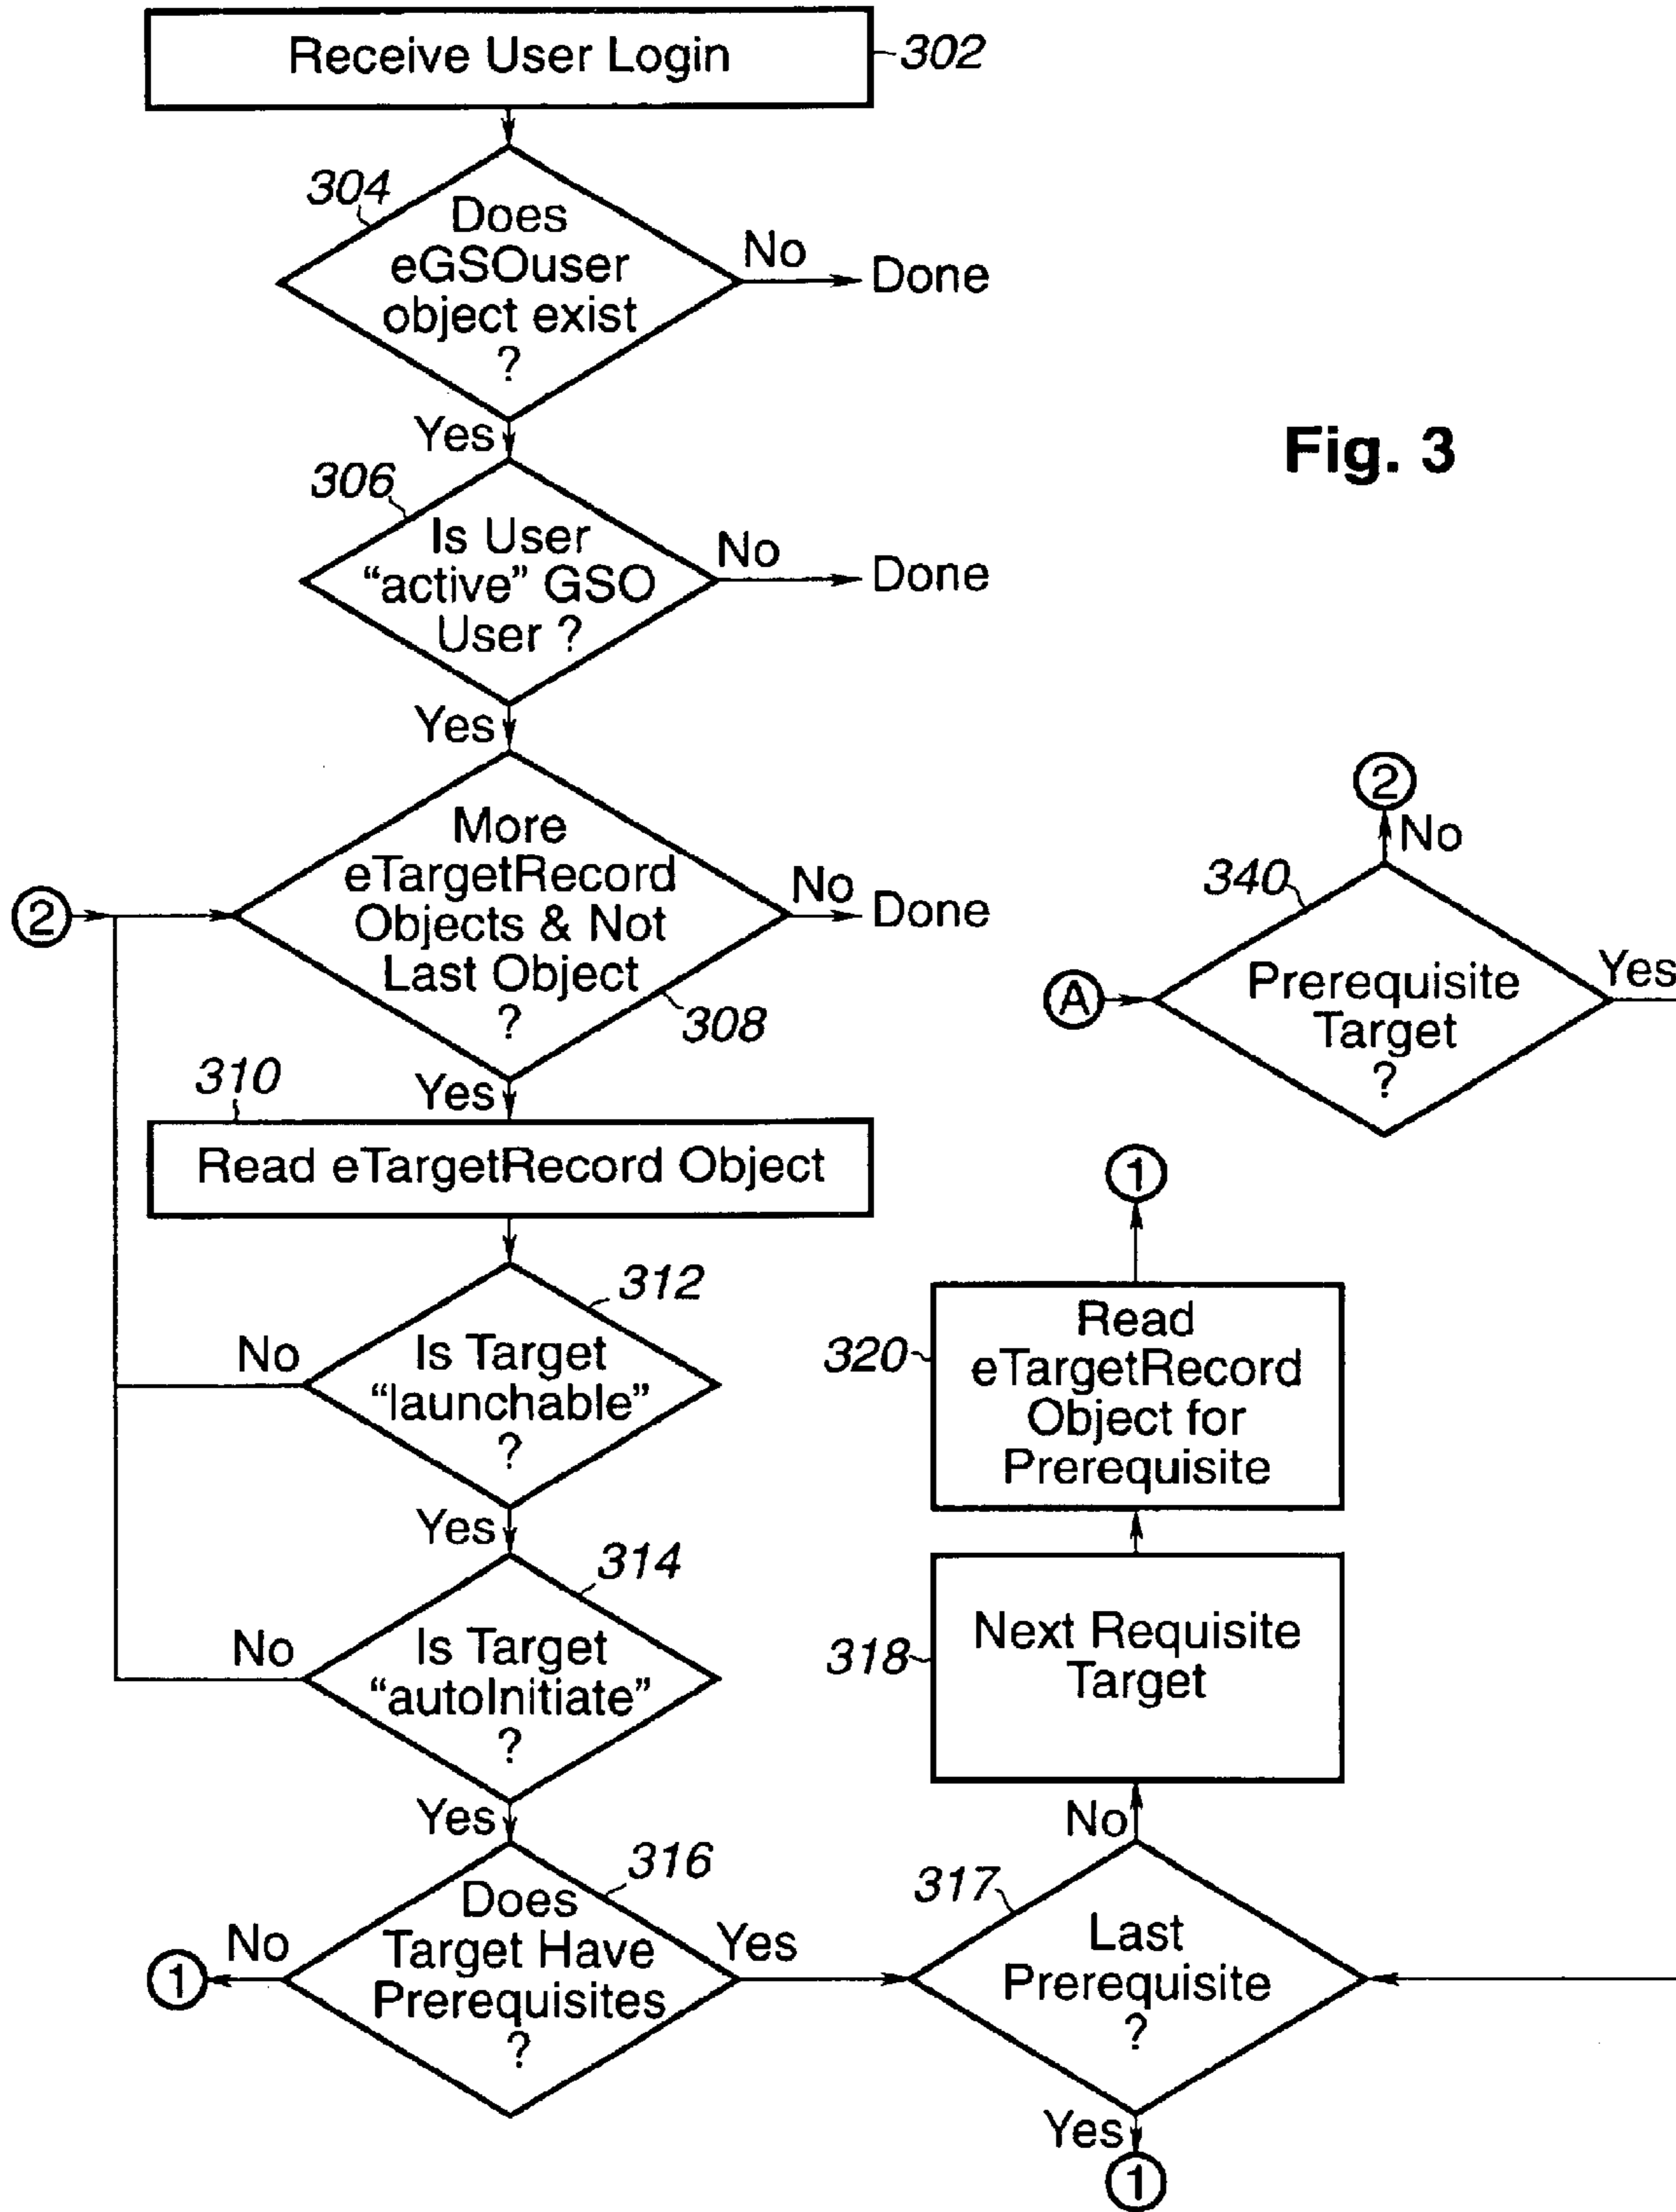 Receive User Login
302
304
Does
eGSOuser
object exist
?
No
Done
Yes
Fig. 3
306
Is User
“active” GSO
User ?
No
Done
Yes
More
eTargetRecord
Objects & Not
Last Object
?
308
2
No
Done
Yes
2
No
340
A
Prerequisite
Target
?
Yes
310
Read eTargetRecord Object
312
Is Target
“launchable”
?
No
Yes
314
Is Target
“autoInitiate”
?
No
Yes
316
Does
Target Have
Prerequisites
?
No
1
Yes
1
320
Read
eTargetRecord
Object for
Prerequisite
318
Next Requisite
Target
No
317
Last
Prerequisite
?
Yes
1